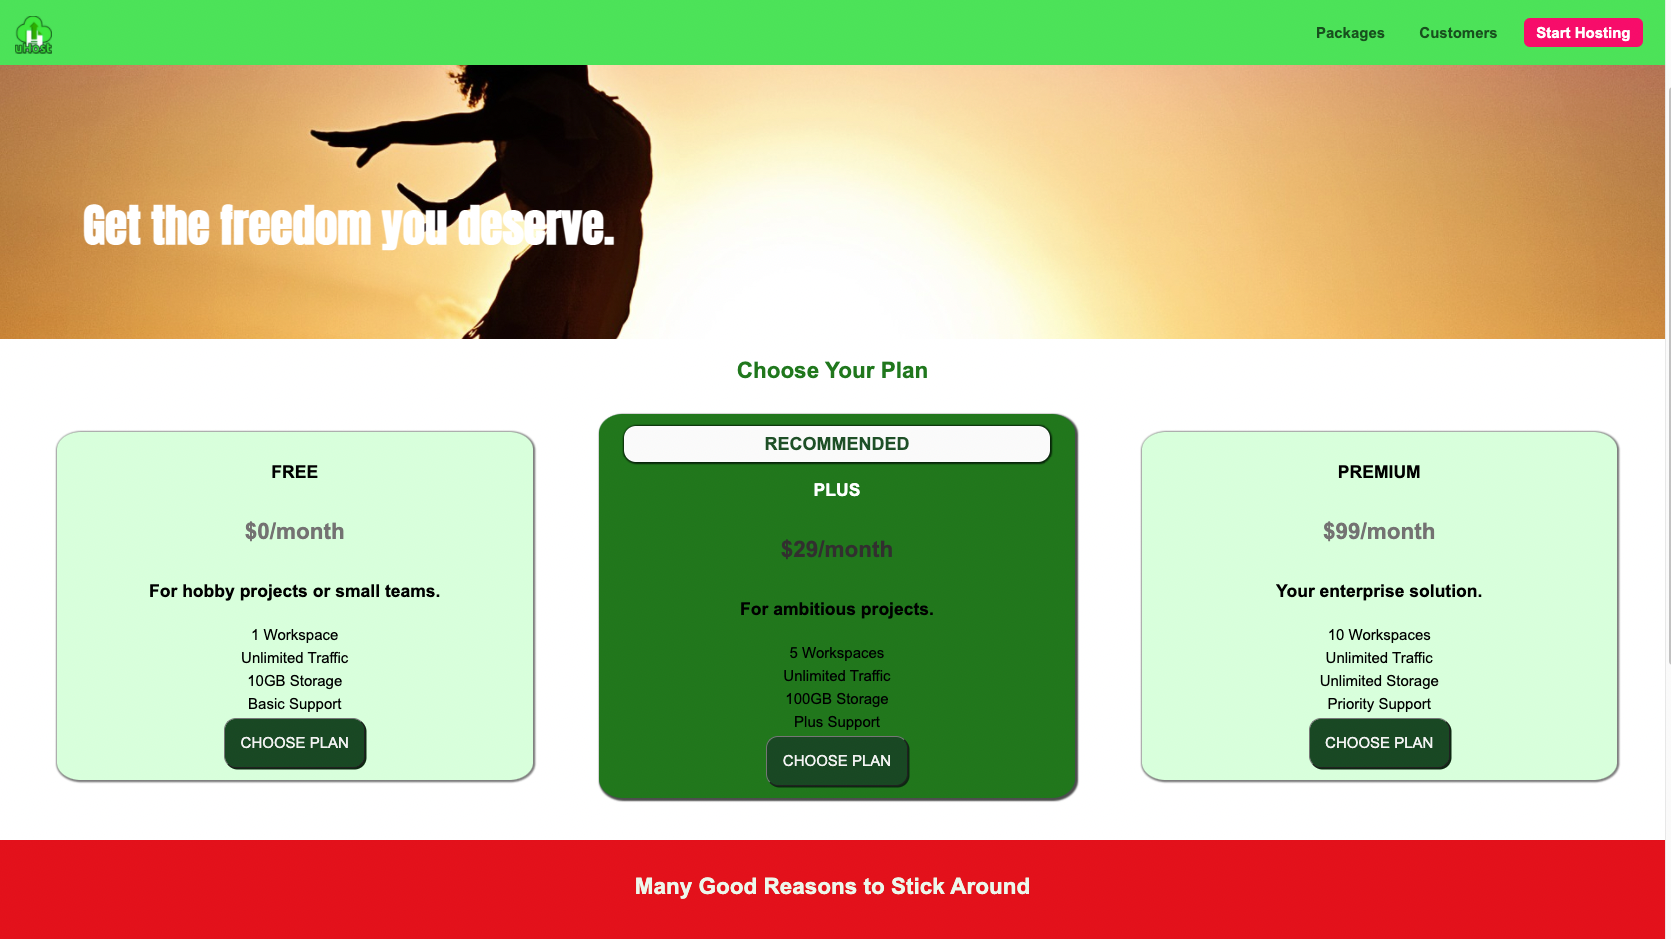 uHost
Packages
Customers
Start Hosting
Get the freedom you deserve.
Choose Your Plan
FREE
$0/month
For hobby projects or small teams.
1 Workspace
Unlimited Traffic
10GB Storage
Basic Support
CHOOSE PLAN
RECOMMENDED
PLUS
$29/month
For ambitious projects.
5 Workspaces
Unlimited Traffic
100GB Storage
Plus Support
CHOOSE PLAN
PREMIUM
$99/month
Your enterprise solution.
10 Workspaces
Unlimited Traffic
Unlimited Storage
Priority Support
CHOOSE PLAN
Many Good Reasons to Stick Around